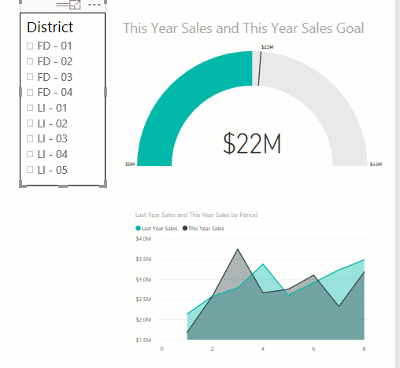 District
FD - 01
FD - 02
FD - 03
FD - 04
LI - 01
LI - 02
LI - 03
LI - 04
LI - 05
This Year Sales and This Year Sales Goal
$23M
$22M
$0M
$44M
Last Year Sales and This Year Sales by Period
Last Year Sales This Year Sales
$4.0M
$3.5M
$3.0M
$2.5M
$2.0M
$1.5M
0 2 4 6 8